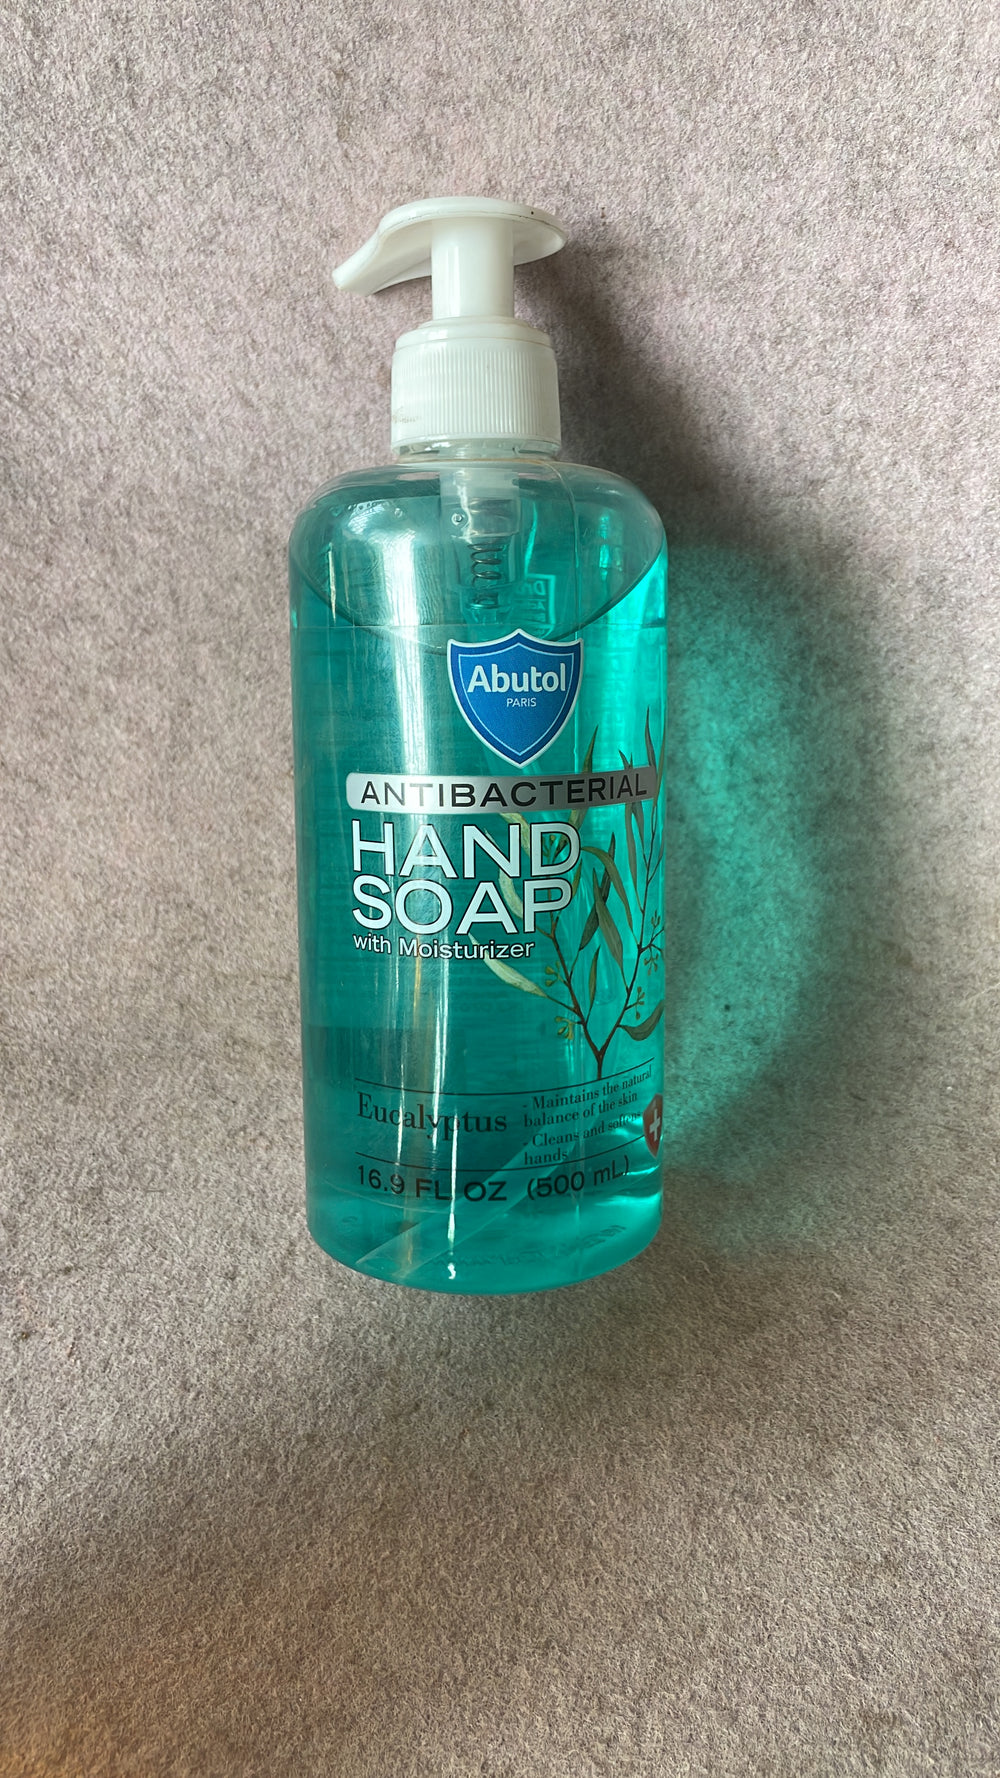 Abutol
PARIS
ANTIBACTERIAL
HAND
SOAP
with Moisturizer
Eucalyptus
- Maintains the natural
balance of the skin
- Cleans and softens
hands
16.9 FL OZ (500 mL)